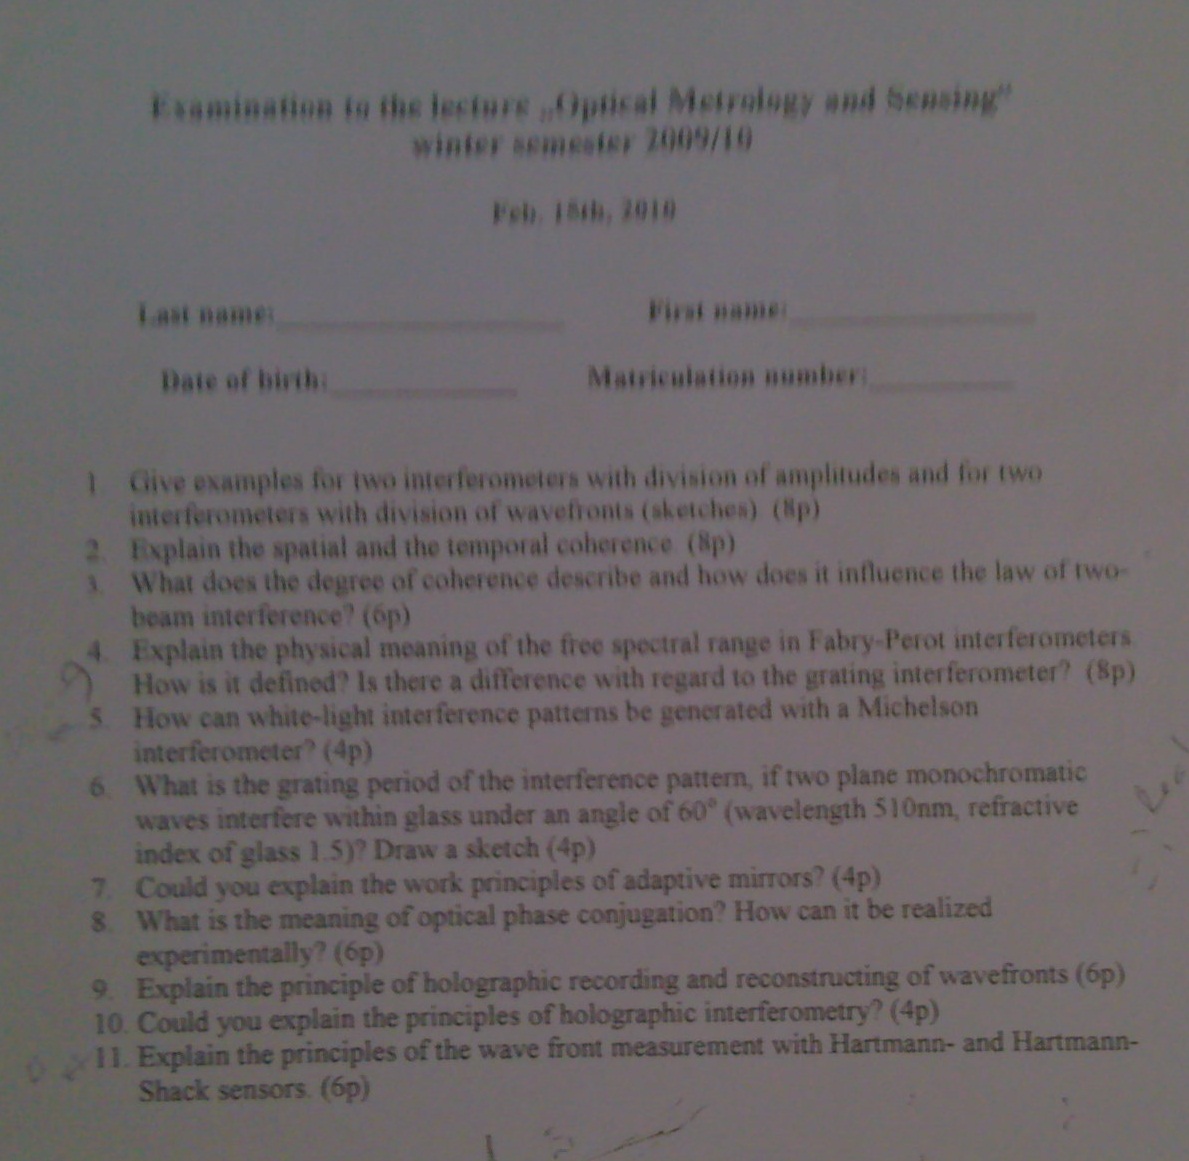 Examination to the lecture „Optical Metrology and Sensing"
winter semester 2009/10
Feb. 18th, 2010
Last name:____________ First name:____________
Date of birth:____________ Matriculation number:____________
1 Give examples for two interferometers with division of amplitudes and for two
interferometers with division of wavefronts (sketches) (8p)
2. Explain the spatial and the temporal coherence (8p)
3. What does the degree of coherence describe and how does it influence the law of two-
beam interference? (6p)
4. Explain the physical meaning of the free spectral range in Fabry-Perot interferometers
How is it defined? Is there a difference with regard to the grating interferometer? (8p)
5. How can white-light interference patterns be generated with a Michelson
interferometer? (4p)
6. What is the grating period of the interference pattern, if two plane monochromatic
waves interfere within glass under an angle of 60° (wavelength 510nm, refractive
index of glass 1.5)? Draw a sketch (4p)
7. Could you explain the work principles of adaptive mirrors? (4p)
8. What is the meaning of optical phase conjugation? How can it be realized
experimentally? (6p)
9. Explain the principle of holographic recording and reconstructing of wavefronts (6p)
10. Could you explain the principles of holographic interferometry? (4p)
11. Explain the principles of the wave front measurement with Hartmann- and Hartmann-
Shack sensors. (6p)